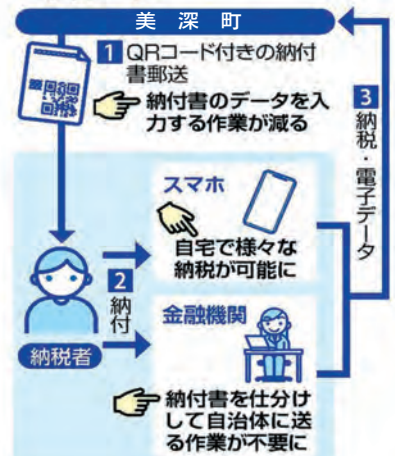 美深町
1 QRコード付きの納付
書郵送
納付書のデータを入
力する作業が減る
スマホ
自宅で様々な
納税が可能に
2 納付
納税者
金融機関
納付書を仕分け
して自治体に送
る作業が不要に
3 納税・電子データ